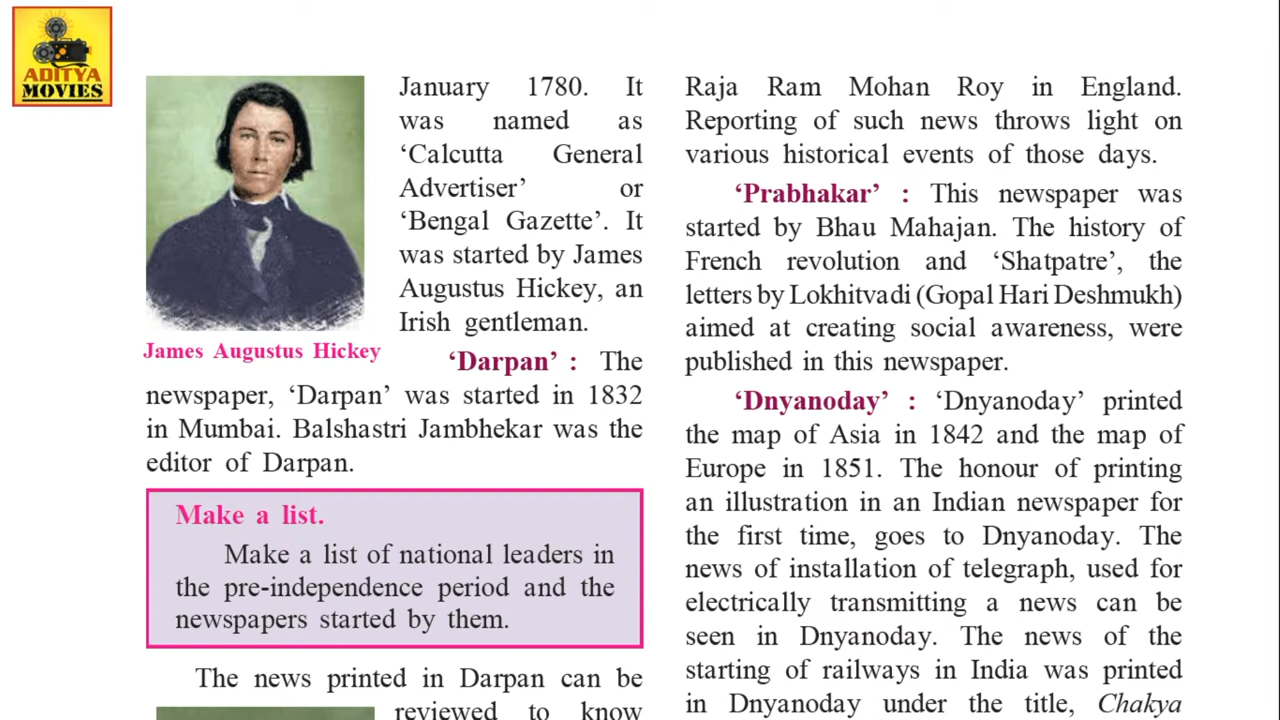 ADITYA
MOVIES
January 1780. It
was named as
‘Calcutta General
Advertiser’ or
‘Bengal Gazette’. It
was started by James
Augustus Hickey, an
Irish gentleman.
James Augustus Hickey
‘Darpan’ : The
newspaper, ‘Darpan’ was started in 1832
in Mumbai. Balshastri Jambhekar was the
editor of Darpan.
Make a list.
Make a list of national leaders in
the pre-independence period and the
newspapers started by them.
The news printed in Darpan can be
reviewed to know
Raja Ram Mohan Roy in England.
Reporting of such news throws light on
various historical events of those days.
‘Prabhakar’ : This newspaper was
started by Bhau Mahajan. The history of
French revolution and ‘Shatpatre’, the
letters by Lokhitvadi (Gopal Hari Deshmukh)
aimed at creating social awareness, were
published in this newspaper.
‘Dnyanoday’ : ‘Dnyanoday’ printed
the map of Asia in 1842 and the map of
Europe in 1851. The honour of printing
an illustration in an Indian newspaper for
the first time, goes to Dnyanoday. The
news of installation of telegraph, used for
electrically transmitting a news can be
seen in Dnyanoday. The news of the
starting of railways in India was printed
in Dnyanoday under the title, Chakya